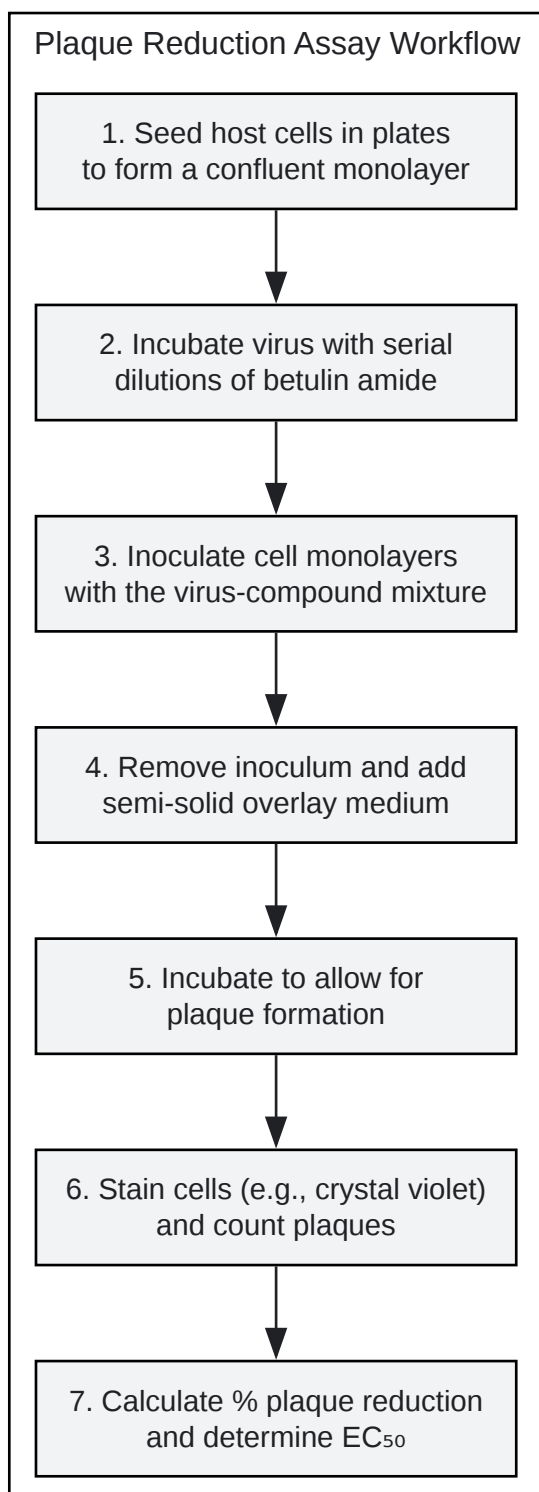 Plaque Reduction Assay Workflow
1. Seed host cells in plates
to form a confluent monolayer
2. Incubate virus with serial
dilutions of betulin amide
3. Inoculate cell monolayers
with the virus-compound mixture
4. Remove inoculum and add
semi-solid overlay medium
5. Incubate to allow for
plaque formation
6. Stain cells (e.g., crystal violet)
and count plaques
7. Calculate % plaque reduction
and determine EC₅₀